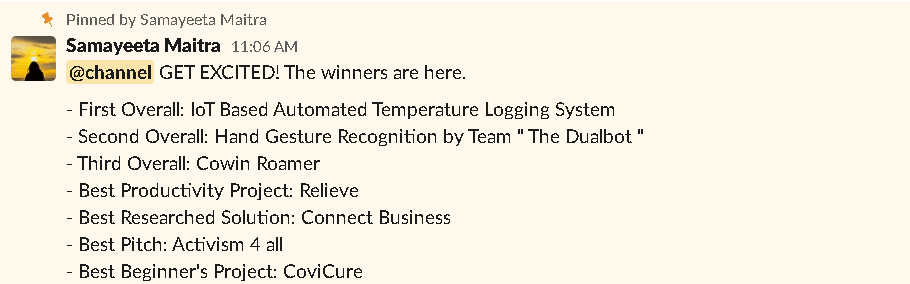 Pinned by Samayeeta Maitra
Samayeeta Maitra 11:06 AM
@channel GET EXCITED! The winners are here.
- First Overall: IoT Based Automated Temperature Logging System
- Second Overall: Hand Gesture Recognition by Team " The Dualbot "
- Third Overall: Cowin Roamer
- Best Productivity Project: Relieve
- Best Researched Solution: Connect Business
- Best Pitch: Activism 4 all
- Best Beginner's Project: CoviCure